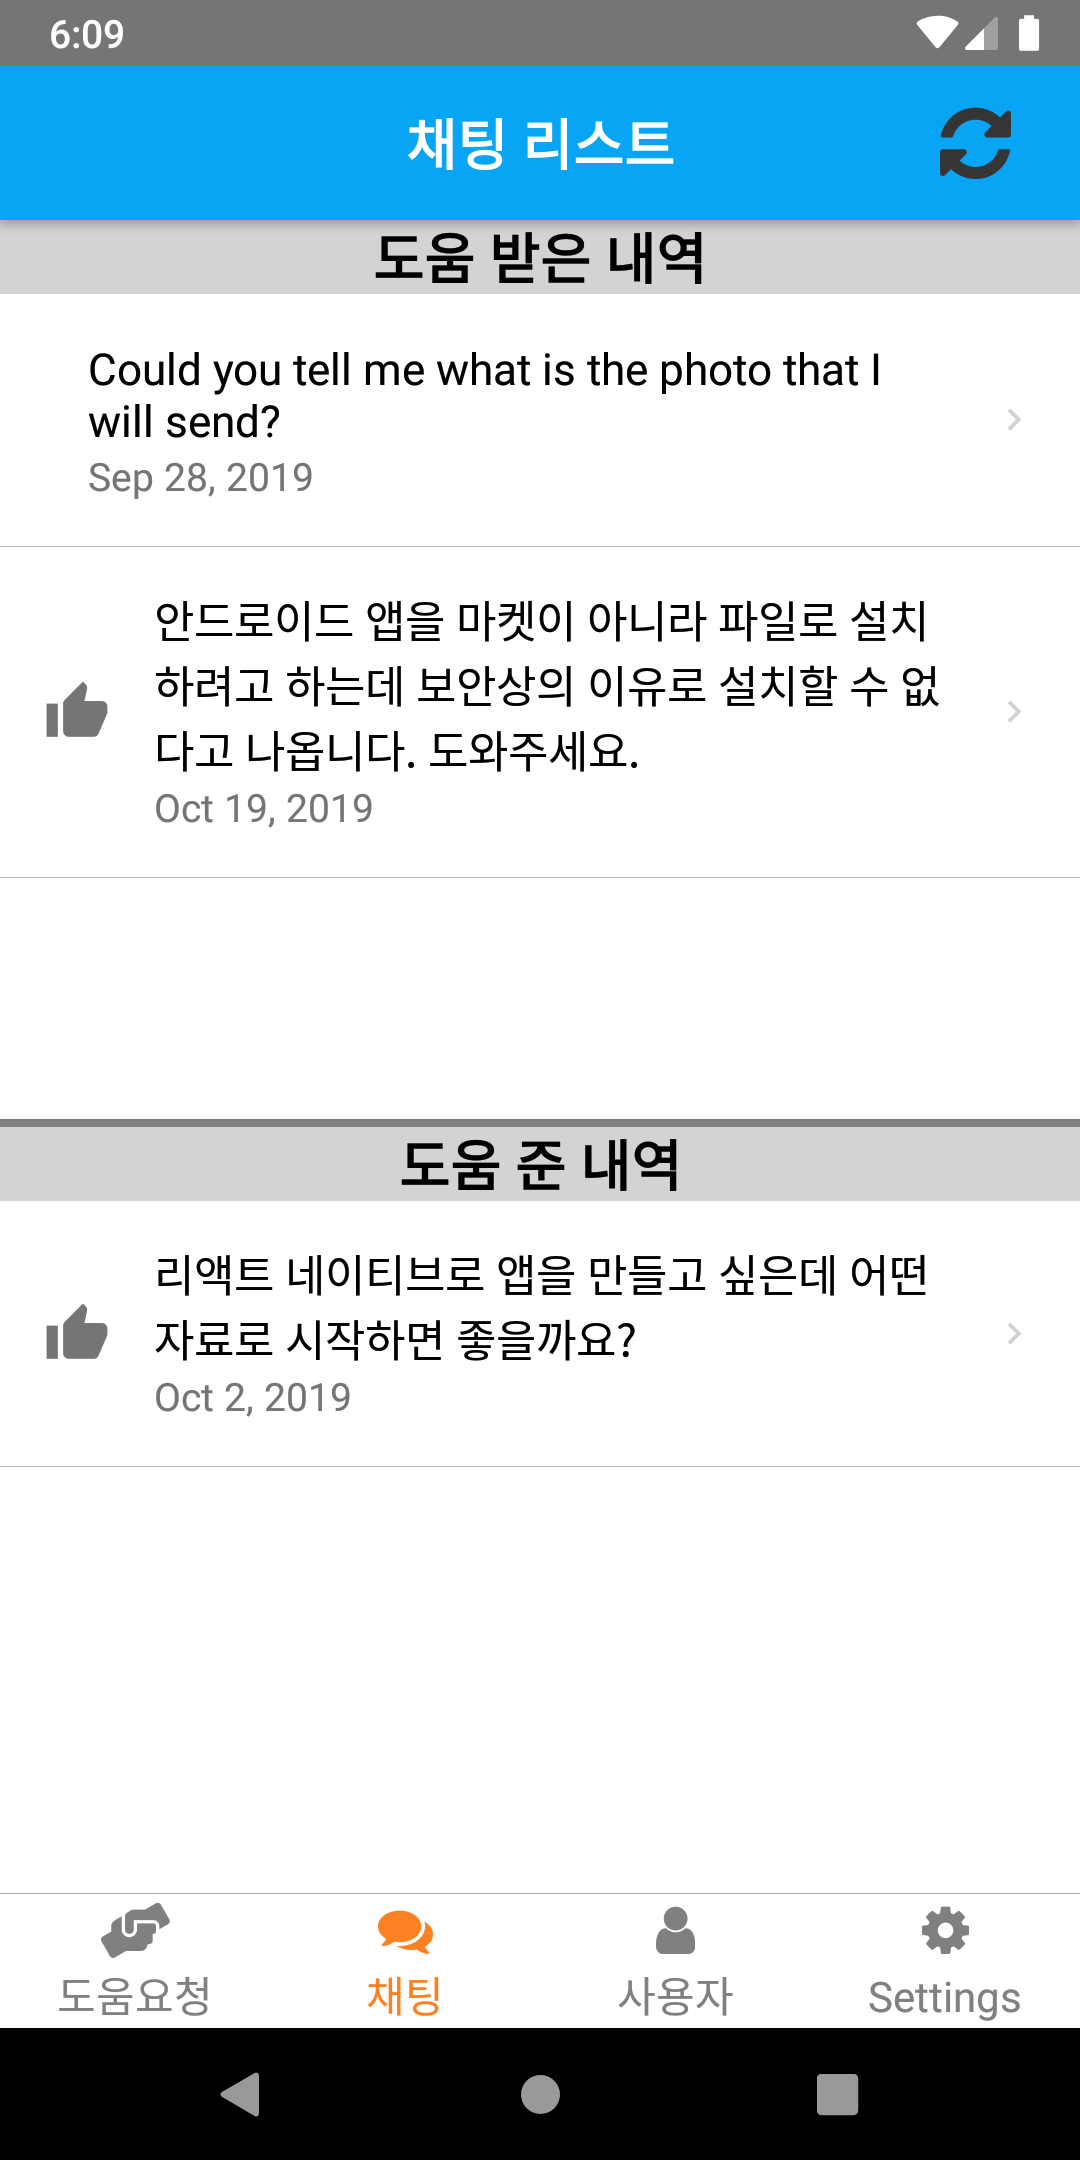 6:09
채팅 리스트
도움 받은 내역
Could you tell me what is the photo that I
will send?
Sep 28, 2019
안드로이드 앱을 마켓이 아니라 파일로 설치
하려고 하는데 보안상의 이유로 설치할 수 없
다고 나옵니다. 도와주세요.
Oct 19, 2019
도움 준 내역
리액트 네이티브로 앱을 만들고 싶은데 어떤
자료로 시작하면 좋을까요?
Oct 2, 2019
도움요청
채팅
사용자
Settings